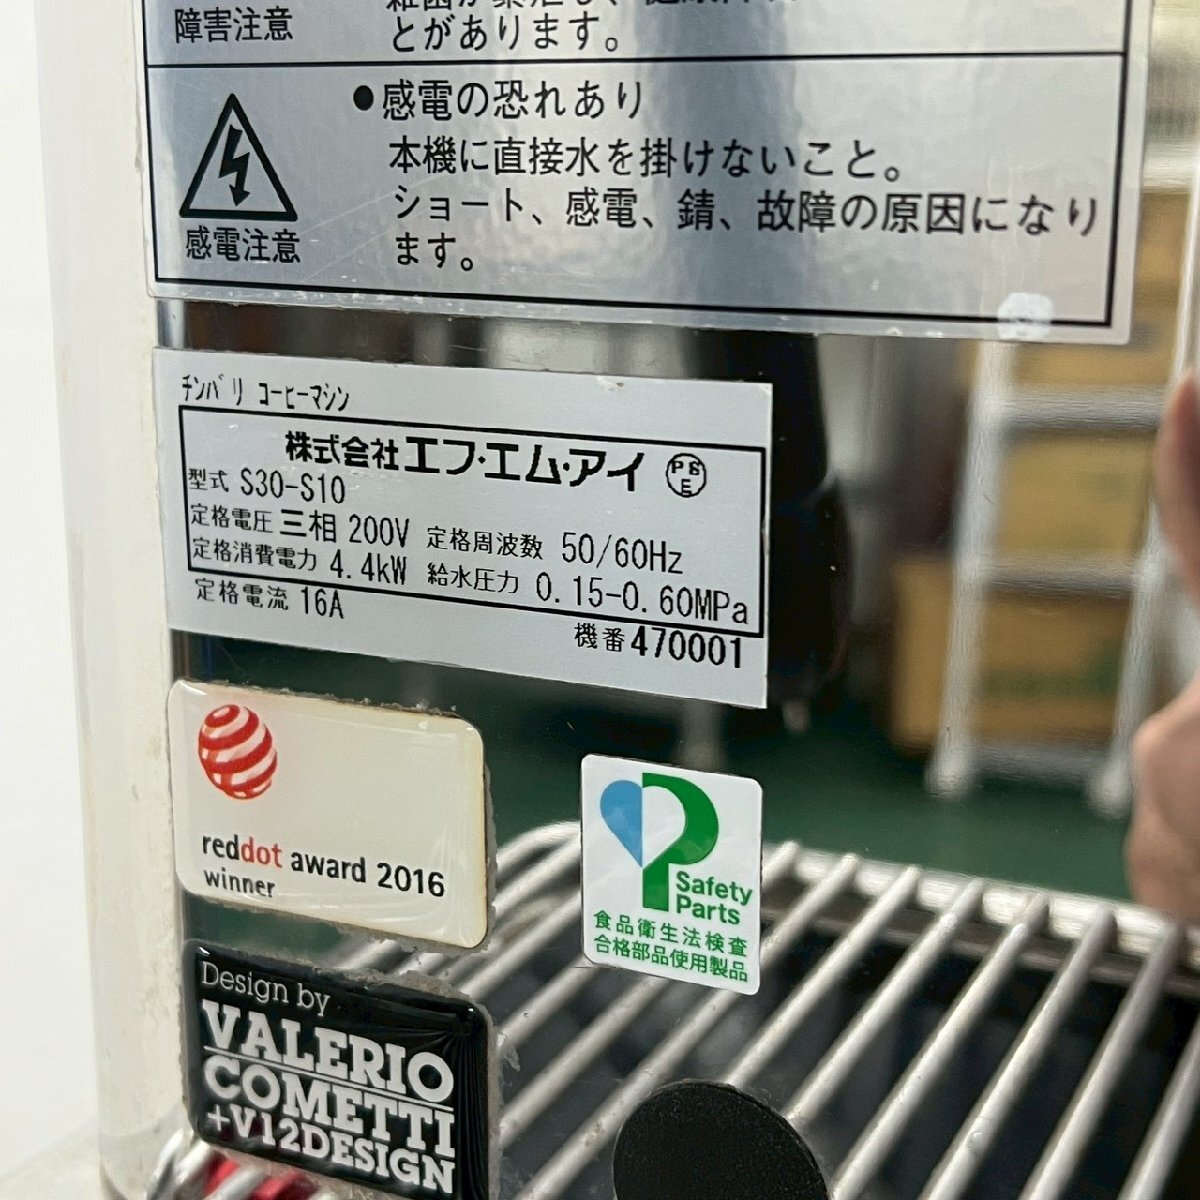 障害注意
とがあります。
●感電の恐れあり
本機に直接水を掛けないこと。
ショート、感電、錆、故障の原因になり
ます。
感電注意
チンバリ コーヒーマシン
株式会社エフ・エム・アイ
PSE
型式 S30-S10
定格電圧 三相 200V 定格周波数 50/60Hz
定格消費電力 4.4kW 給水圧力 0.15-0.60MPa
定格電流 16A
機番 470001
reddot award 2016
winner
Safety
Parts
食品衛生法検査
合格部品使用製品
Design by
VALERIO
COMETTI
+V12DESIGN